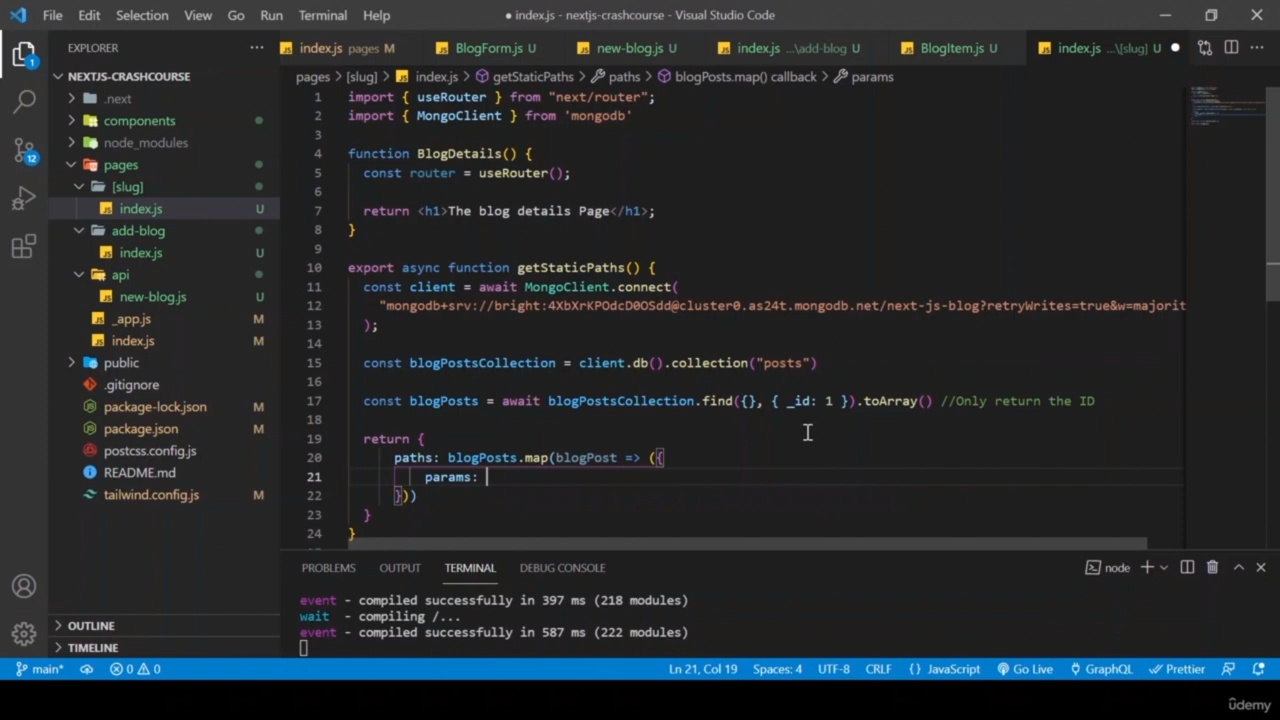 File Edit Selection View Go Run Terminal Help
● index.js - nextjs-crashcourse - Visual Studio Code
EXPLORER
NEXTJS-CRASHCOURSE
.next
components
node_modules
pages
[slug]
index.js U
add-blog
index.js U
api
new-blog.js U
_app.js M
index.js M
public
.gitignore
package-lock.json M
package.json M
postcss.config.js
README.md
tailwind.config.js M
OUTLINE
TIMELINE
1
12
index.js pages M BlogForm.js U new-blog.js U index.js ...\add-blog U BlogItem.js U index.js ...\[slug] U
pages > [slug] > index.js > getStaticPaths > paths > blogPosts.map() callback > params
1 import { useRouter } from "next/router";
2 import { MongoClient } from 'mongodb'
3
4 function BlogDetails() {
5 const router = useRouter();
6
7 return <h1>The blog details Page</h1>;
8 }
9
10 export async function getStaticPaths() {
11 const client = await MongoClient.connect(
12 "mongodb+srv://bright:4XbXrKPOdcD0OSdd@cluster0.as24t.mongodb.net/next-js-blog?retryWrites=true&w=majorit
13 );
14
15 const blogPostsCollection = client.db().collection("posts")
16
17 const blogPosts = await blogPostsCollection.find({}, { _id: 1 }).toArray() //Only return the ID
18
19 return {
20 paths: blogPosts.map(blogPost => ({
21 params:
22 }))
23 }
24 }
PROBLEMS OUTPUT TERMINAL DEBUG CONSOLE node
event - compiled successfully in 397 ms (218 modules)
wait - compiling /...
event - compiled successfully in 587 ms (222 modules)
main* 0 0 Ln 21, Col 19 Spaces: 4 UTF-8 CRLF {} JavaScript Go Live GraphQL Prettier
ûdemy